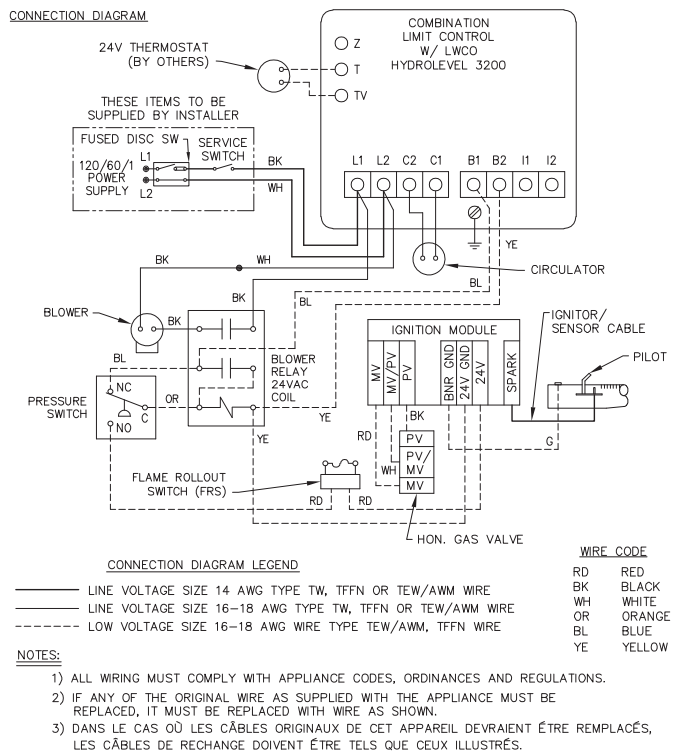 CONNECTION DIAGRAM
COMBINATION
LIMIT CONTROL
W/ LWCO
HYDROLEVEL 3200
24V THERMOSTAT
(BY OTHERS)
Z
T
TV
THESE ITEMS TO BE
SUPPLIED BY INSTALLER
FUSED DISC SW
SERVICE
SWITCH
L1
120/60/1
POWER
SUPPLY
L2
BK
WH
L1 L2 C2 C1
B1 B2 I1 I2
YE
CIRCULATOR
BL
BK
WH
BK
BL
BLOWER
BK
BL
BLOWER
RELAY
24VAC
COIL
PRESSURE
SWITCH
NC
C
NO
OR
YE
YE
IGNITION MODULE
MV
MV/PV
PV
BNR GND
24V GND
24V
SPARK
IGNITOR/
SENSOR CABLE
PILOT
G
BK
RD
WH
PV
PV/
MV
MV
FLAME ROLLOUT
SWITCH (FRS)
RD
RD
HON. GAS VALVE
CONNECTION DIAGRAM LEGEND
LINE VOLTAGE SIZE 14 AWG TYPE TW, TFFN OR TEW/AWM WIRE
LINE VOLTAGE SIZE 16-18 AWG TYPE TW, TFFN OR TEW/AWM WIRE
LOW VOLTAGE SIZE 16-18 AWG WIRE TYPE TEW/AWM, TFFN WIRE
WIRE CODE
RD RED
BK BLACK
WH WHITE
OR ORANGE
BL BLUE
YE YELLOW
NOTES:
1) ALL WIRING MUST COMPLY WITH APPLIANCE CODES, ORDINANCES AND REGULATIONS.
2) IF ANY OF THE ORIGINAL WIRE AS SUPPLIED WITH THE APPLIANCE MUST BE
REPLACED, IT MUST BE REPLACED WITH WIRE AS SHOWN.
3) DANS LE CAS OÙ LES CÂBLES ORIGINAUX DE CET APPAREIL DEVRAIENT ÉTRE REMPLACÉS,
LES CÂBLES DE RECHANGE DOIVENT ÉTRE TELS QUE CEUX ILLUSTRÉS.